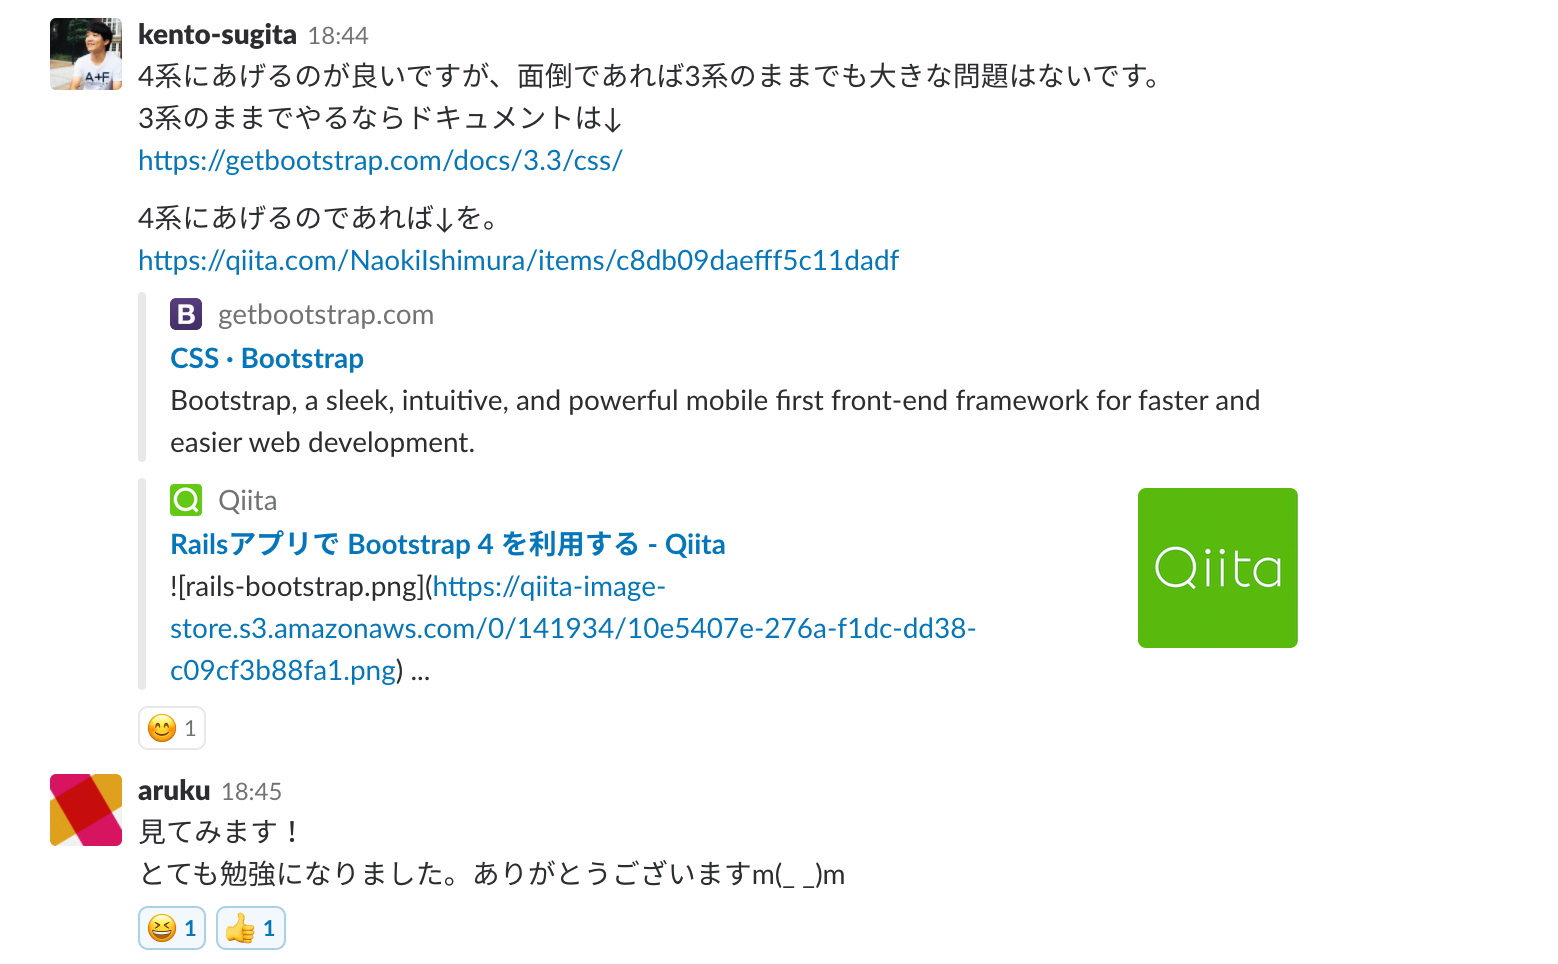 kento-sugita 18:44
4系にあげるのが良いですが、面倒であれば3系のままでも大きな問題はないです。
3系のままでやるならドキュメントは↓
https://getbootstrap.com/docs/3.3/css/
4系にあげるのであれば↓を。
https://qiita.com/NaokiIshimura/items/c8db09daefff5c11dadf
B getbootstrap.com
CSS · Bootstrap
Bootstrap, a sleek, intuitive, and powerful mobile first front-end framework for faster and
easier web development.
Qiita
Railsアプリで Bootstrap 4 を利用する - Qiita
![rails-bootstrap.png](https://qiita-image-
store.s3.amazonaws.com/0/141934/10e5407e-276a-f1dc-dd38-
c09cf3b88fa1.png) ...
Qiita
😊 1
aruku 18:45
見てみます！
とても勉強になりました。ありがとうございますm(_ _)m
😆 1 👍 1
A+F